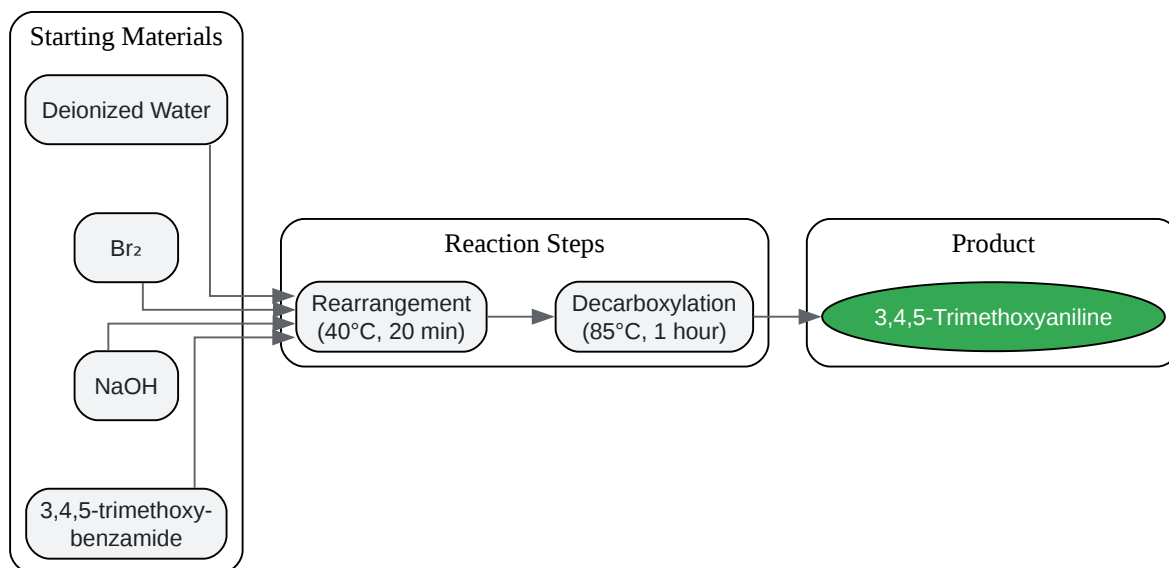 Starting Materials
Deionized Water
Br₂
NaOH
3,4,5-trimethoxy-
benzamide
Reaction Steps
Rearrangement
(40°C, 20 min)
Decarboxylation
(85°C, 1 hour)
Product
3,4,5-Trimethoxyaniline